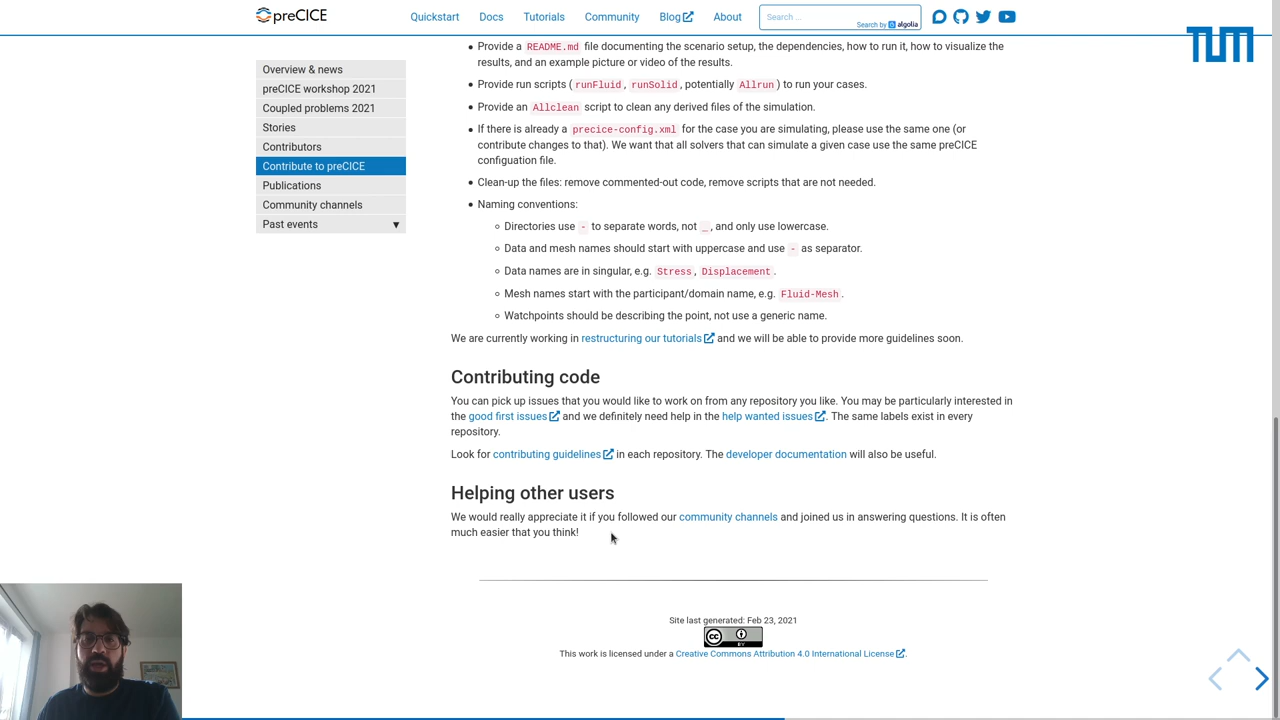 preCICE
Quickstart Docs Tutorials Community Blog About
Search ...
Search by algolia
TUM
Overview & news
preCICE workshop 2021
Coupled problems 2021
Stories
Contributors
Contribute to preCICE
Publications
Community channels
Past events ▼
• Provide a README.md file documenting the scenario setup, the dependencies, how to run it, how to visualize the
results, and an example picture or video of the results.
• Provide run scripts ( runFluid, runSolid, potentially Allrun ) to run your cases.
• Provide an Allclean script to clean any derived files of the simulation.
• If there is already a precice-config.xml for the case you are simulating, please use the same one (or
contribute changes to that). We want that all solvers that can simulate a given case use the same preCICE
configuation file.
• Clean-up the files: remove commented-out code, remove scripts that are not needed.
• Naming conventions:
◦ Directories use - to separate words, not _, and only use lowercase.
◦ Data and mesh names should start with uppercase and use - as separator.
◦ Data names are in singular, e.g. Stress, Displacement.
◦ Mesh names start with the participant/domain name, e.g. Fluid-Mesh.
◦ Watchpoints should be describing the point, not use a generic name.
We are currently working in restructuring our tutorials and we will be able to provide more guidelines soon.
Contributing code
You can pick up issues that you would like to work on from any repository you like. You may be particularly interested in
the good first issues and we definitely need help in the help wanted issues. The same labels exist in every
repository.
Look for contributing guidelines in each repository. The developer documentation will also be useful.
Helping other users
We would really appreciate it if you followed our community channels and joined us in answering questions. It is often
much easier that you think!
Site last generated: Feb 23, 2021
CC BY
This work is licensed under a Creative Commons Attribution 4.0 International License.